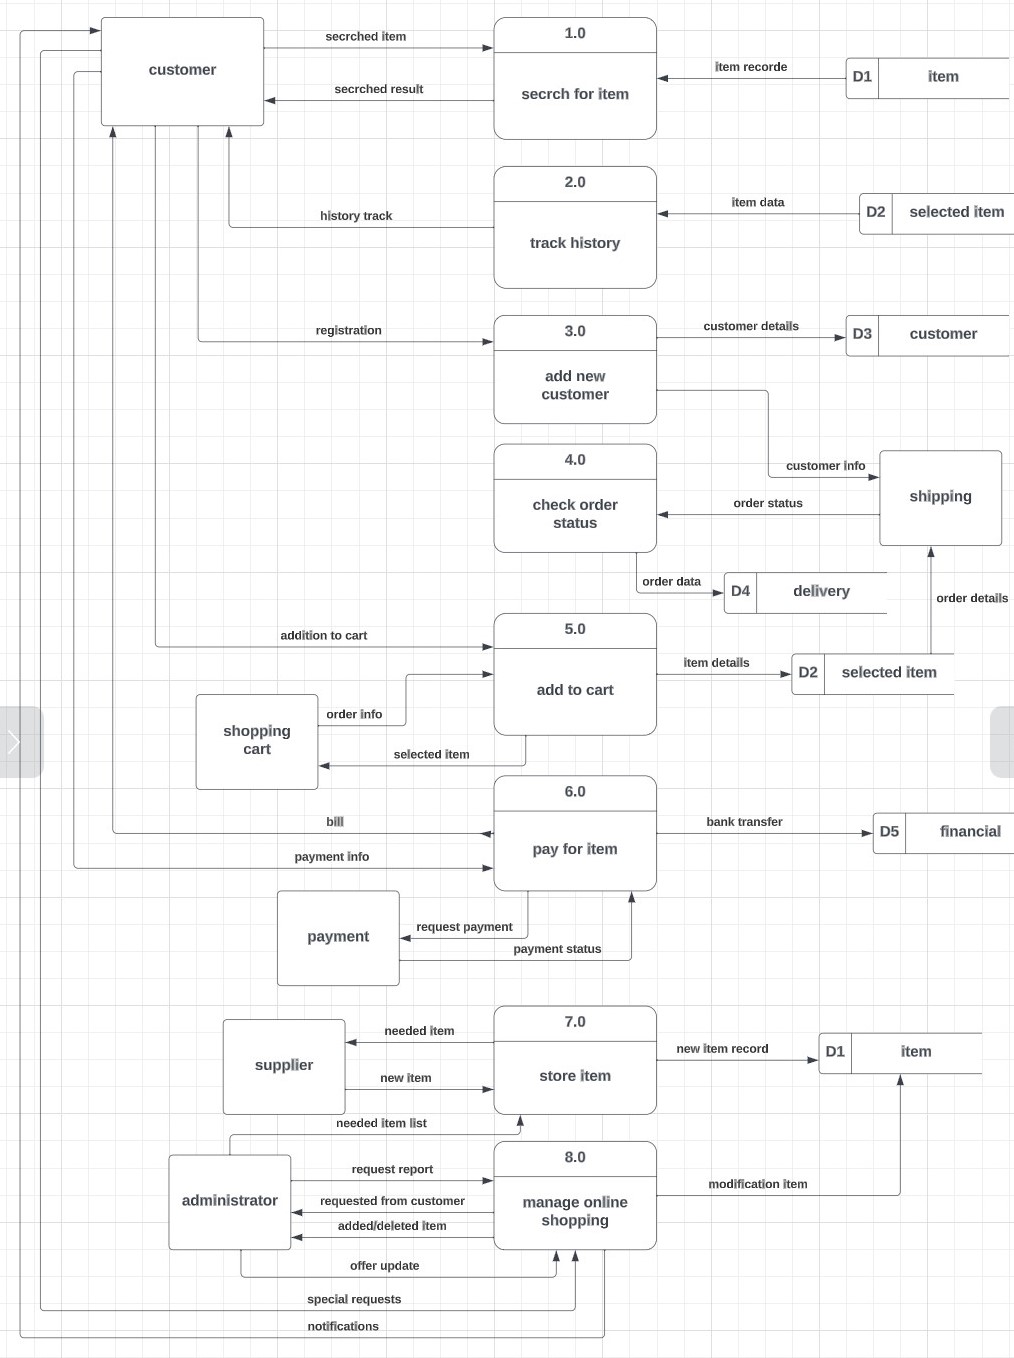 secrched item
1.0
customer
item recorde
D1
item
secrched result
secrch for item
2.0
item data
D2
selected item
history track
track history
registration
3.0
customer details
D3
customer
add new
customer
4.0
customer info
shipping
check order
status
order status
order data
D4
delivery
order details
5.0
addition to cart
item details
D2
selected item
add to cart
order info
shopping
cart
selected item
6.0
bill
bank transfer
D5
financial
pay for item
payment info
payment
request payment
payment status
7.0
needed item
new item record
D1
item
supplier
new item
store item
needed item list
8.0
request report
administrator
requested from customer
manage online
shopping
modification item
added/deleted item
offer update
special requests
notifications